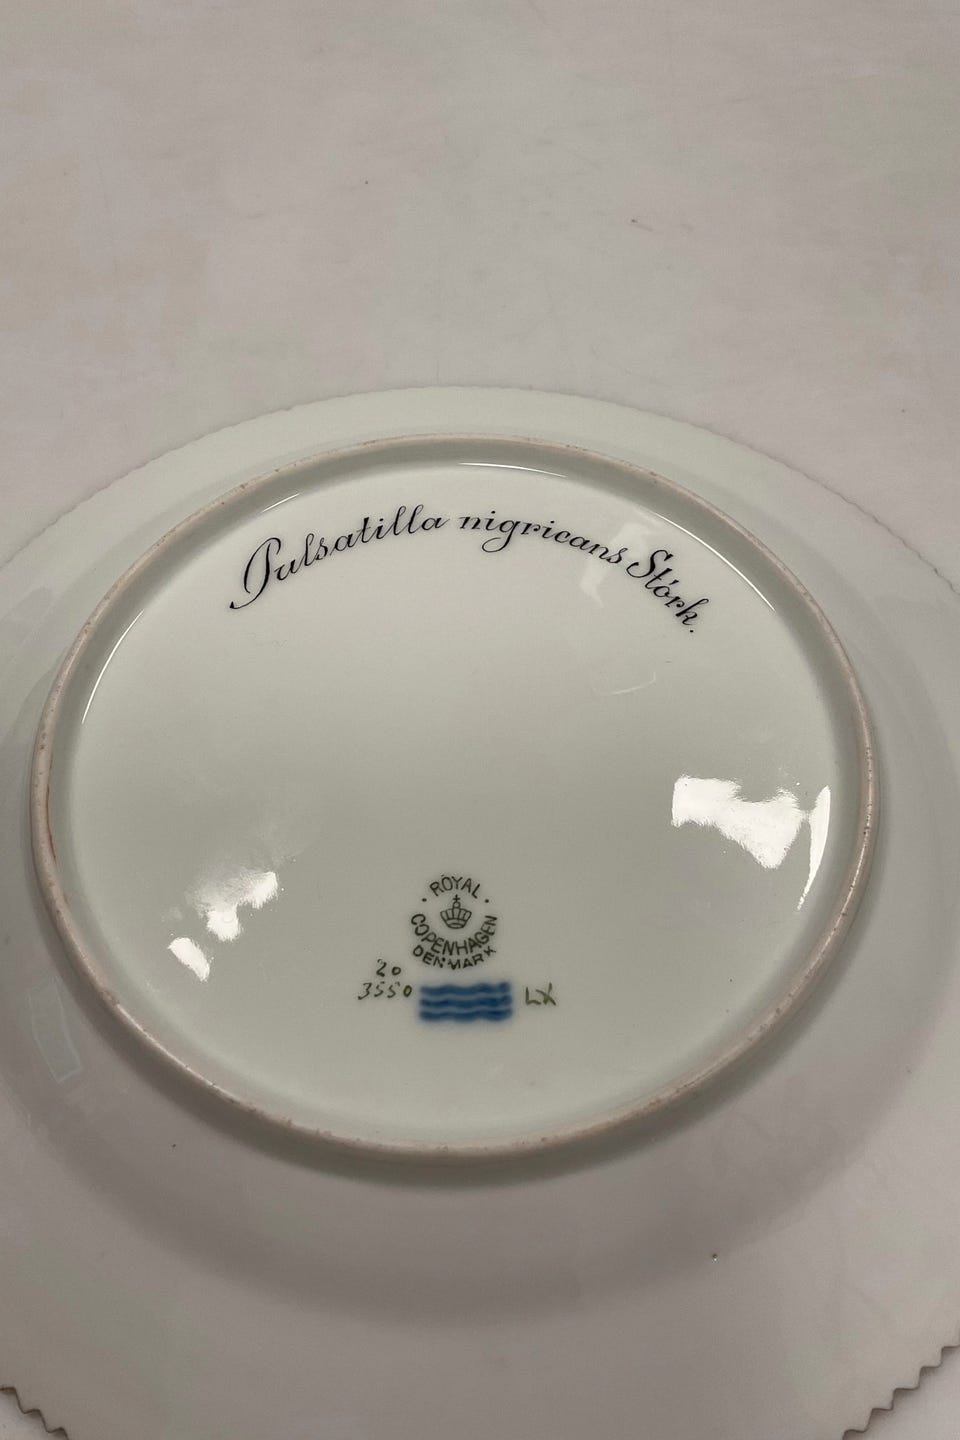 Pulsatilla nigricans Störk.
ROYAL
COPENHAGEN
DENMARK
20
3550